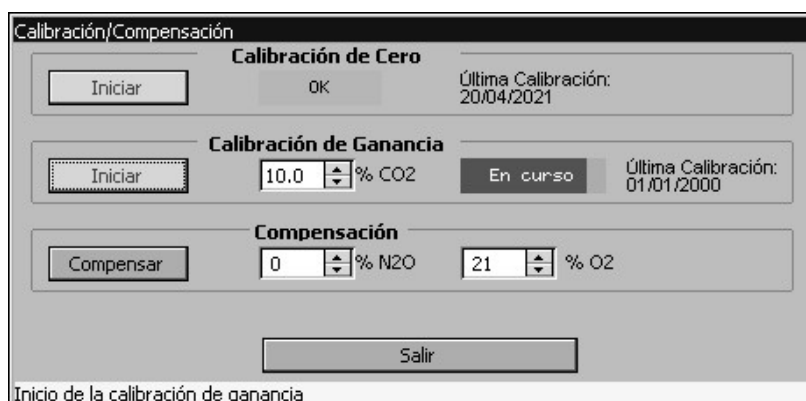 Calibración/Compensación
Calibración de Cero
Iniciar OK Última Calibración:
20/04/2021
Calibración de Ganancia
Iniciar 10.0 % CO2 En curso Última Calibración:
01/01/2000
Compensación
Compensar 0 % N2O 21 % O2
Salir
Inicio de la calibración de ganancia